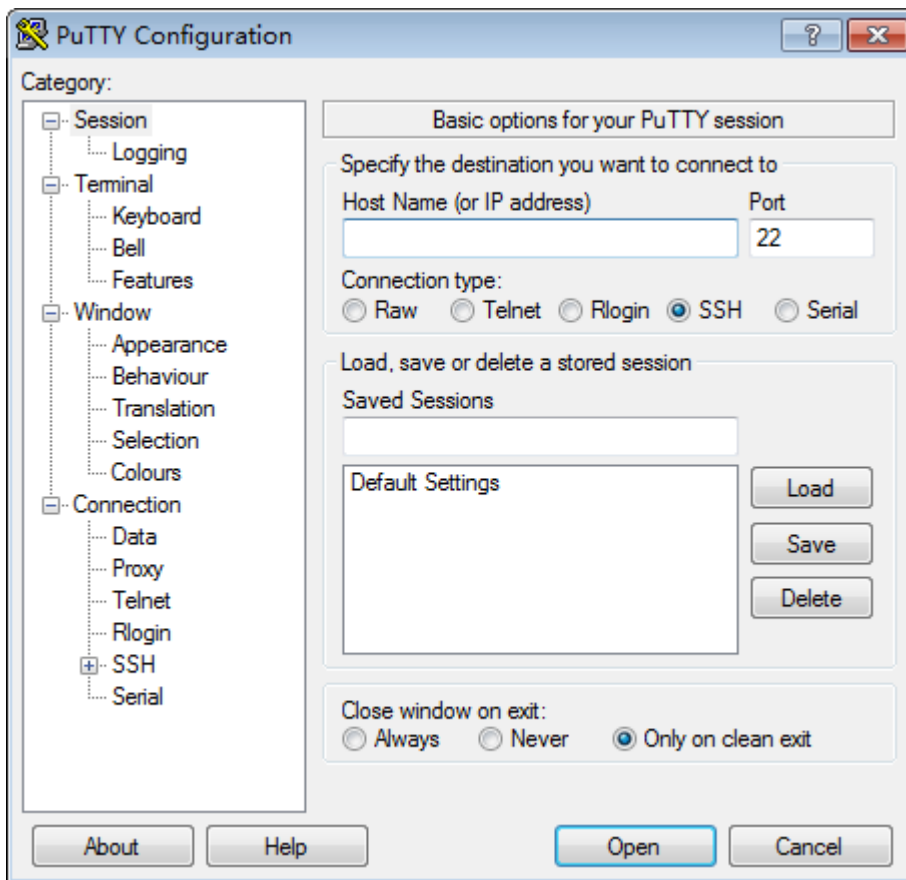 PuTTY Configuration
Category:
Session
Logging
Terminal
Keyboard
Bell
Features
Window
Appearance
Behaviour
Translation
Selection
Colours
Connection
Data
Proxy
Telnet
Rlogin
SSH
Serial
Basic options for your PuTTY session
Specify the destination you want to connect to
Host Name (or IP address) Port
22
Connection type:
Raw Telnet Rlogin SSH Serial
Load, save or delete a stored session
Saved Sessions
Default Settings
Load
Save
Delete
Close window on exit:
Always Never Only on clean exit
About Help Open Cancel